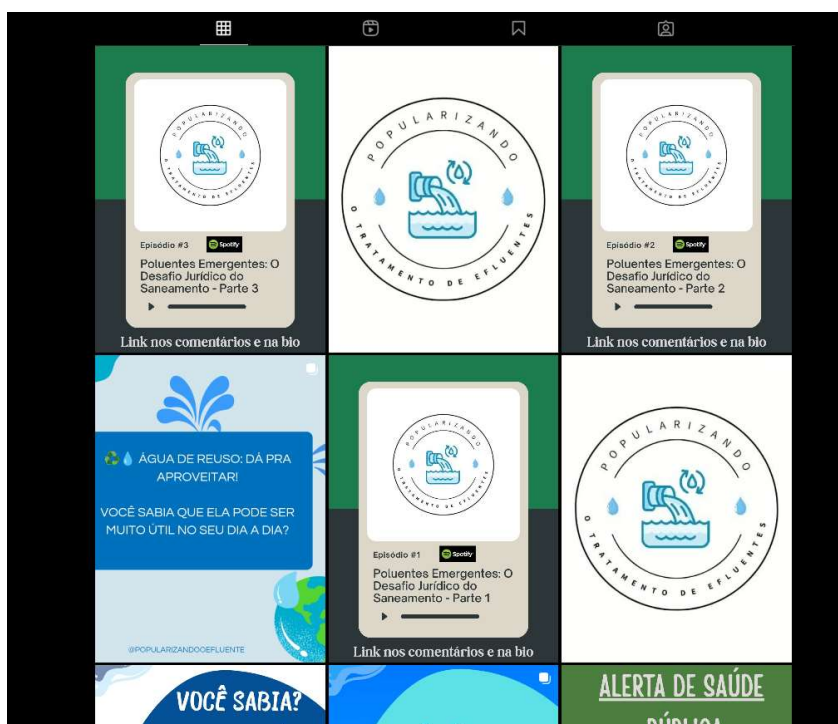 POPULARIZANDO
O TRATAMENTO DE EFLUENTES
Episódio #3
Spotify
Poluentes Emergentes: O
Desafio Jurídico do
Saneamento - Parte 3
Link nos comentários e na bio
POPULARIZANDO
O TRATAMENTO DE EFLUENTES
POPULARIZANDO
O TRATAMENTO DE EFLUENTES
Episódio #2
Spotify
Poluentes Emergentes: O
Desafio Jurídico do
Saneamento - Parte 2
Link nos comentários e na bio
ÁGUA DE REUSO: DÁ PRA
APROVEITAR!
VOCÊ SABIA QUE ELA PODE SER
MUITO ÚTIL NO SEU DIA A DIA?
@POPULARIZANDOOEFLUENTE
POPULARIZANDO
O TRATAMENTO DE EFLUENTES
Episódio #1
Spotify
Poluentes Emergentes: O
Desafio Jurídico do
Saneamento - Parte 1
Link nos comentários e na bio
POPULARIZANDO
O TRATAMENTO DE EFLUENTES
VOCÊ SABIA?
ALERTA DE SAÚDE
PÚBLICA